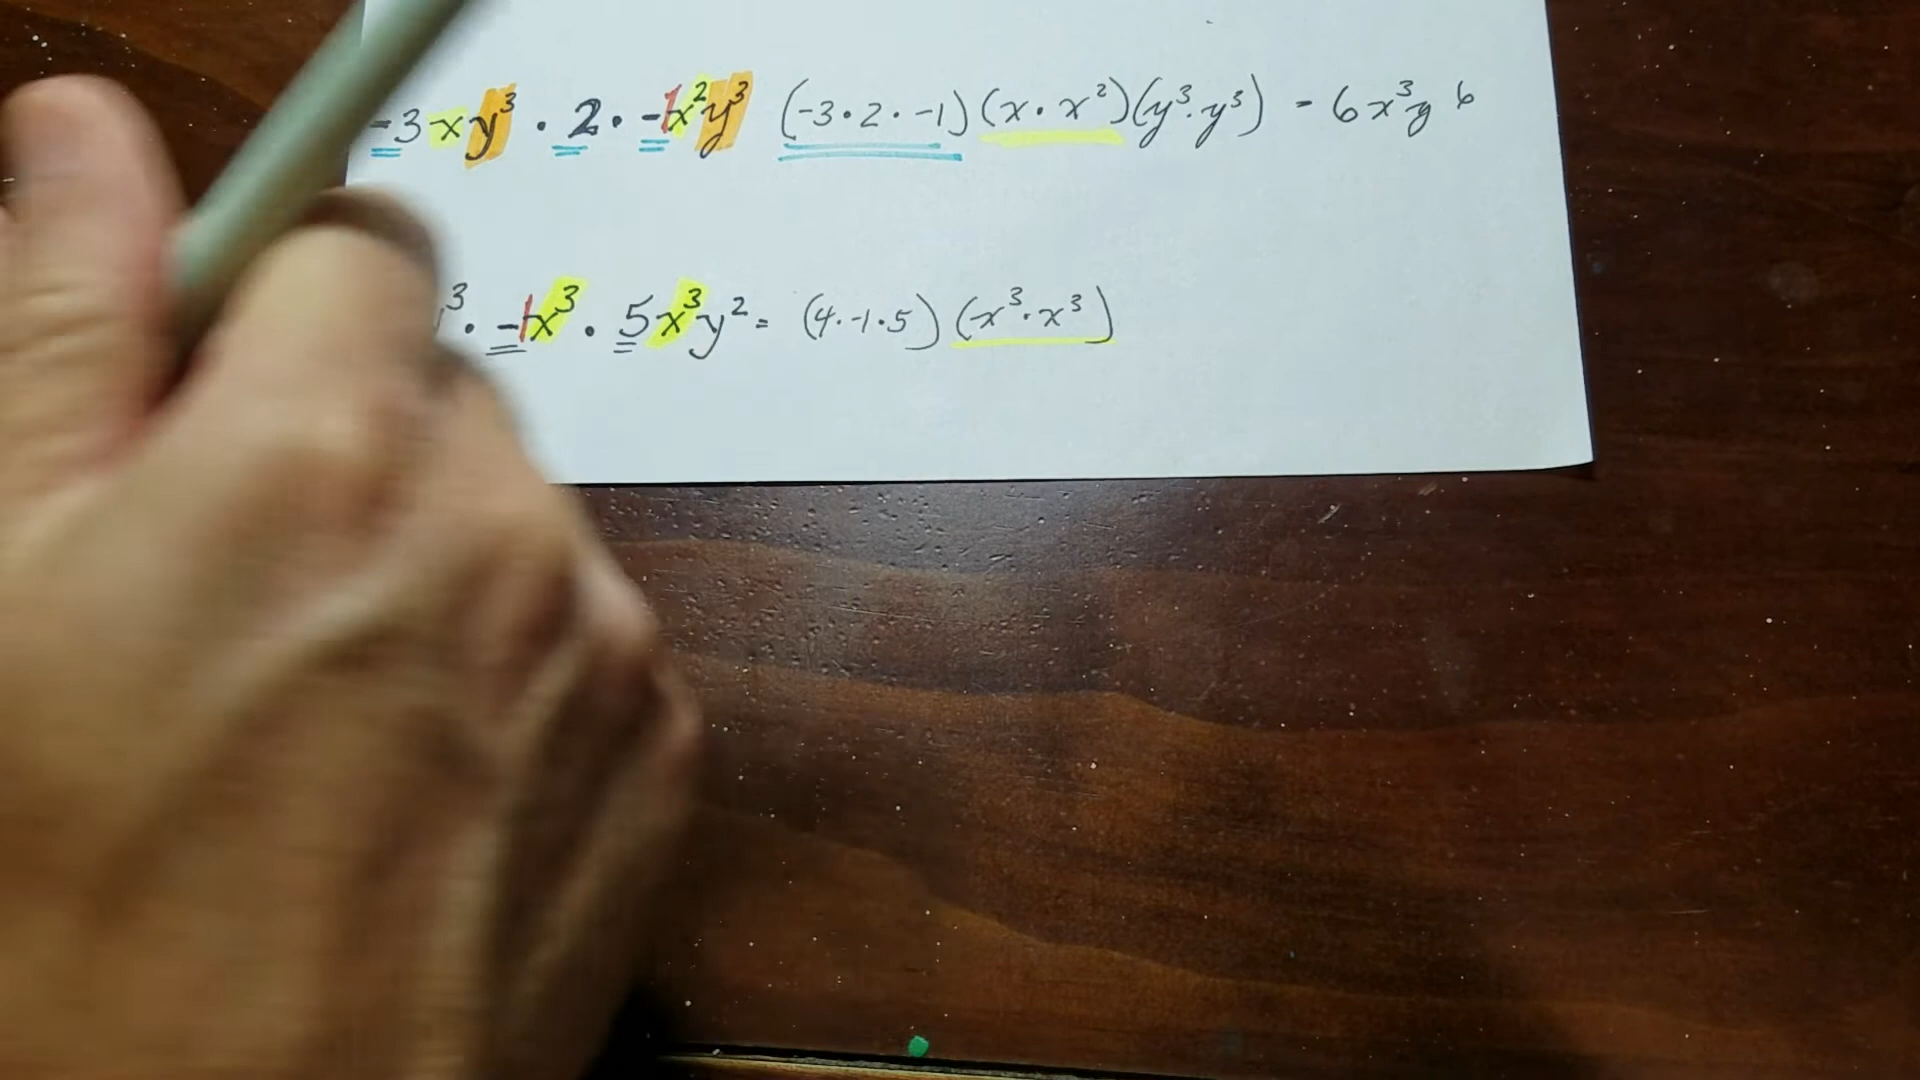 -3xy³ · 2 · -1x²y³ (-3·2·-1)(x·x²)(y³·y³) - 6x³y⁶
³ · -1x³ · 5x³y² = (4·-1·5)(-x³·x³)